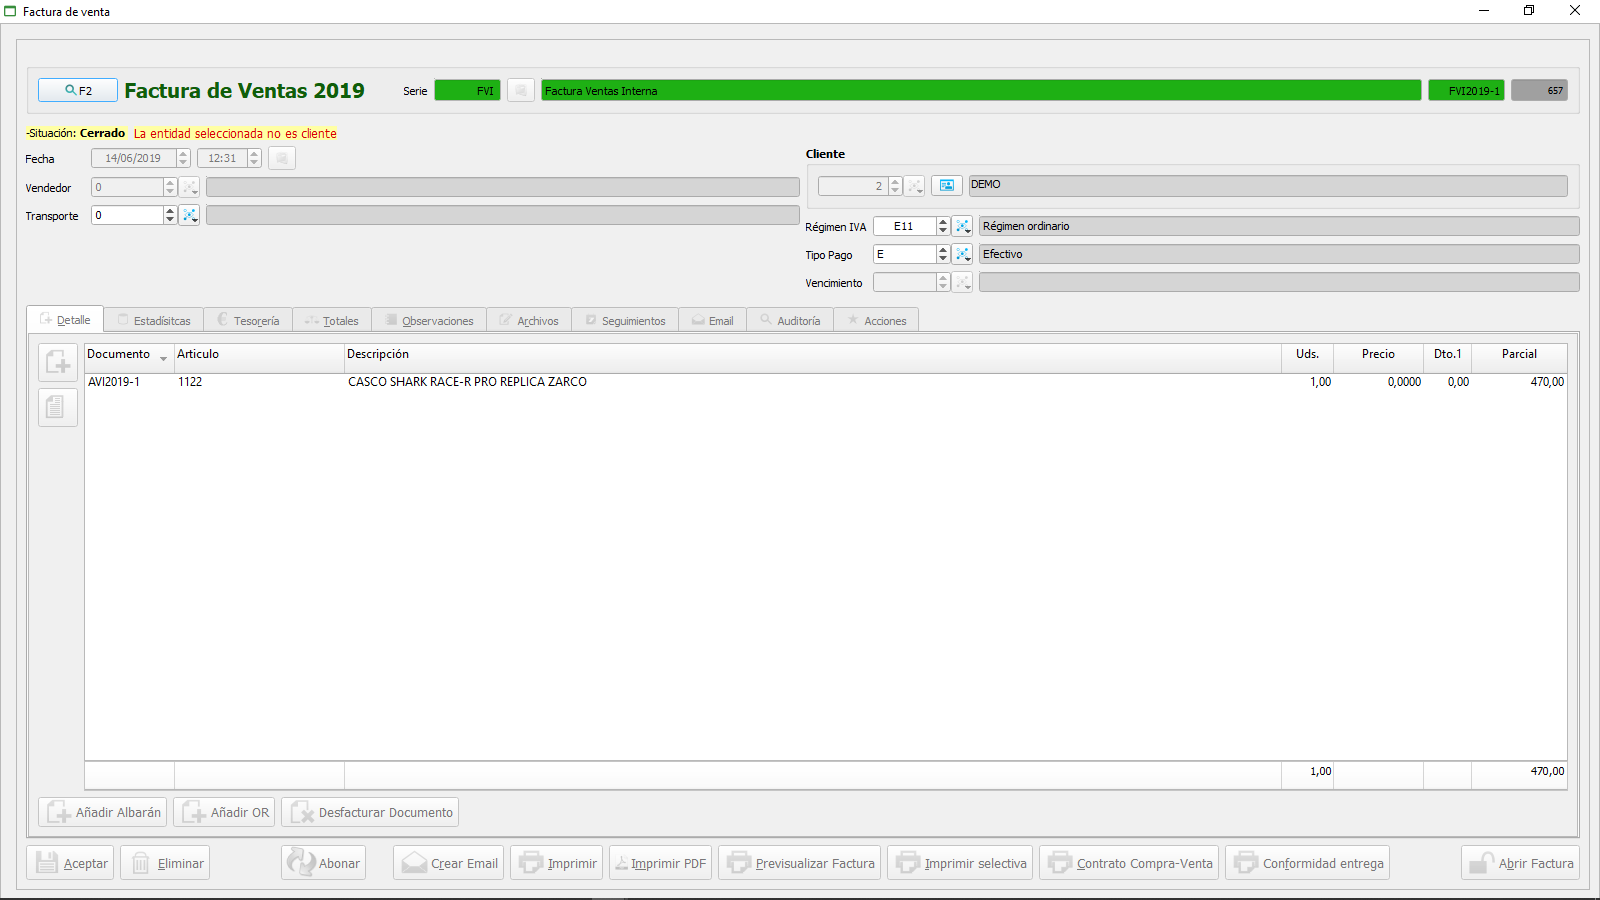 Factura de venta
F2 Factura de Ventas 2019 Serie FVI Factura Ventas Interna FVI2019-1 657
-Situación: Cerrado La entidad seleccionada no es cliente
Fecha 14/06/2019 12:31
Vendedor 0
Transporte 0
Cliente
2 DEMO
Régimen IVA E11 Régimen ordinario
Tipo Pago E Efectivo
Vencimiento
Detalle Estadísitcas Tesorería Totales Observaciones Archivos Seguimientos Email Auditoría Acciones
Documento Articulo Descripción Uds. Precio Dto.1 Parcial
AVI2019-1 1122 CASCO SHARK RACE-R PRO REPLICA ZARCO 1,00 0,0000 0,00 470,00
1,00 470,00
Añadir Albarán Añadir OR Desfacturar Documento
Aceptar Eliminar Abonar Crear Email Imprimir Imprimir PDF Previsualizar Factura Imprimir selectiva Contrato Compra-Venta Conformidad entrega Abrir Factura